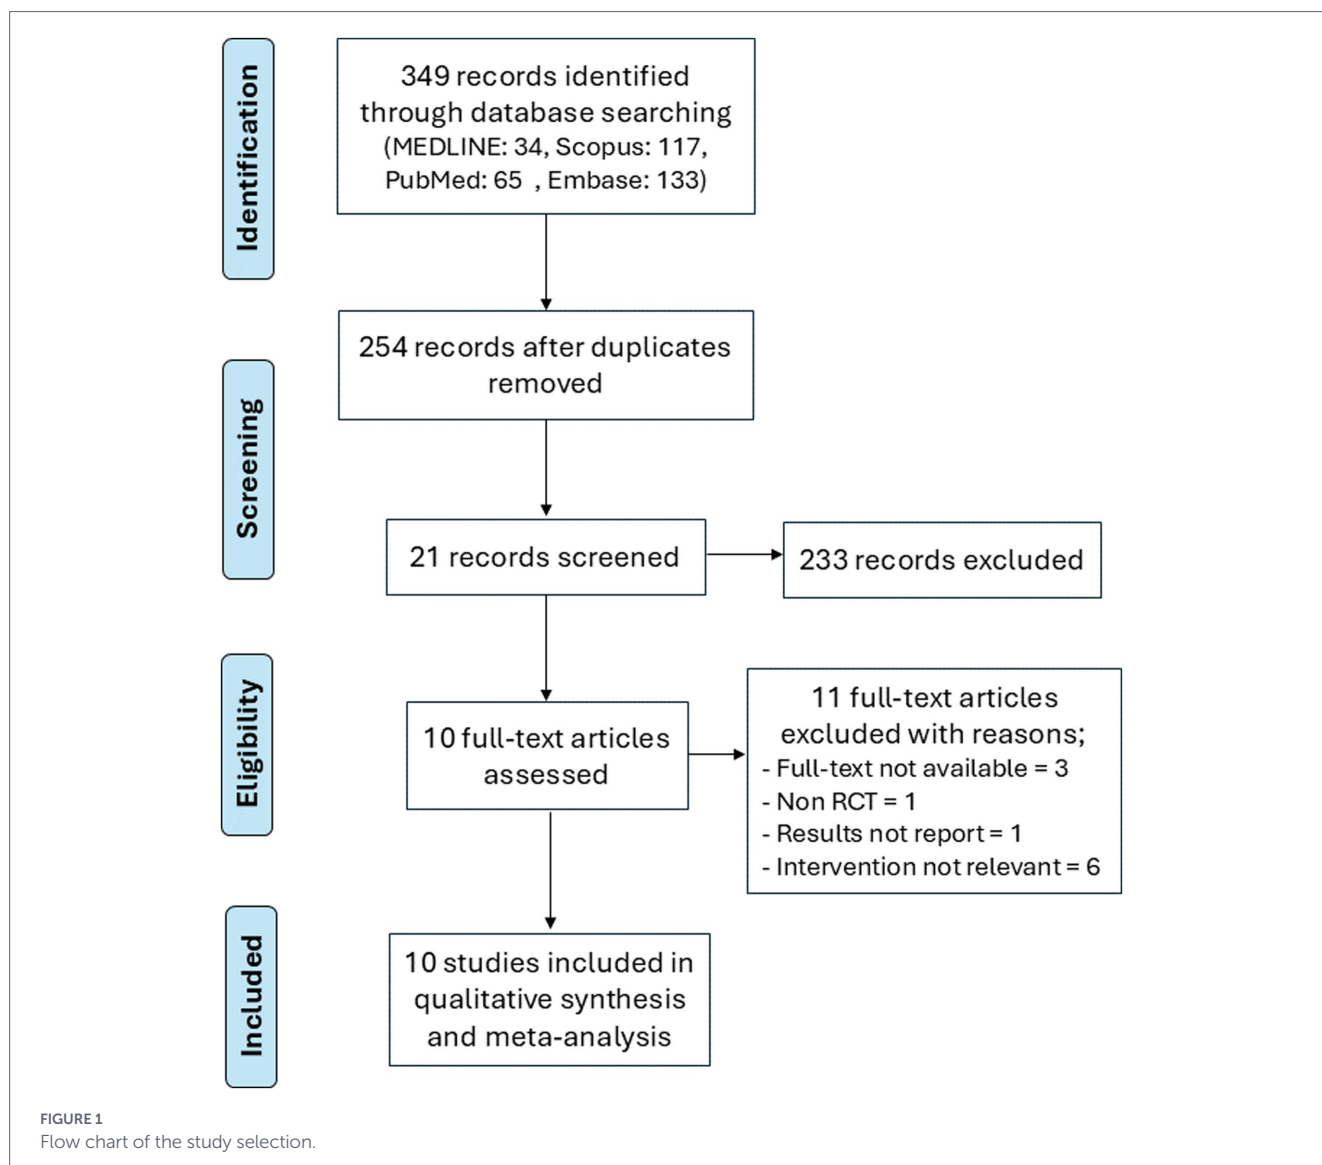 Identification
349 records identified
through database searching
(MEDLINE: 34, Scopus: 117,
PubMed: 65 , Embase: 133)
Screening
254 records after duplicates
removed
21 records screened
233 records excluded
Eligibility
10 full-text articles
assessed
11 full-text articles
excluded with reasons;
- Full-text not available = 3
- Non RCT = 1
- Results not report = 1
- Intervention not relevant = 6
Included
10 studies included in
qualitative synthesis
and meta-analysis
FIGURE 1
Flow chart of the study selection.